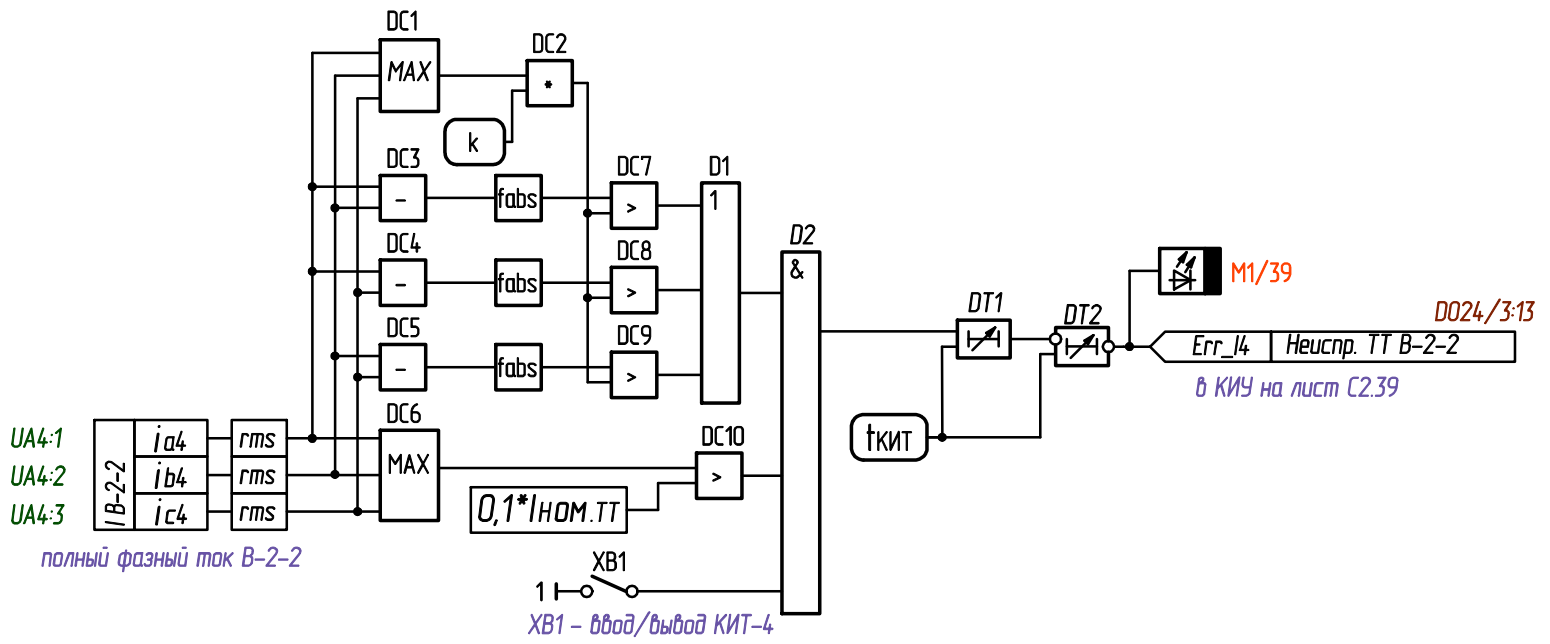 DC1
MAX
DC2
*
k
DC3
-
fabs
DC7
>
D1
1
DC4
-
fabs
DC8
>
D2
&
DC5
-
fabs
DC9
>
DT1
DT2
M1/39
DO24/3:13
Err_I4
Неиспр. ТТ В-2-2
в КИУ на лист С2.39
tКИТ
DC6
MAX
DC10
>
0,1*Iном.тт
UA4:1
UA4:2
UA4:3
I В-2-2
ia4
ib4
ic4
rms
rms
rms
полный фазный ток В-2-2
XB1
1
XB1 - ввод/вывод КИТ-4